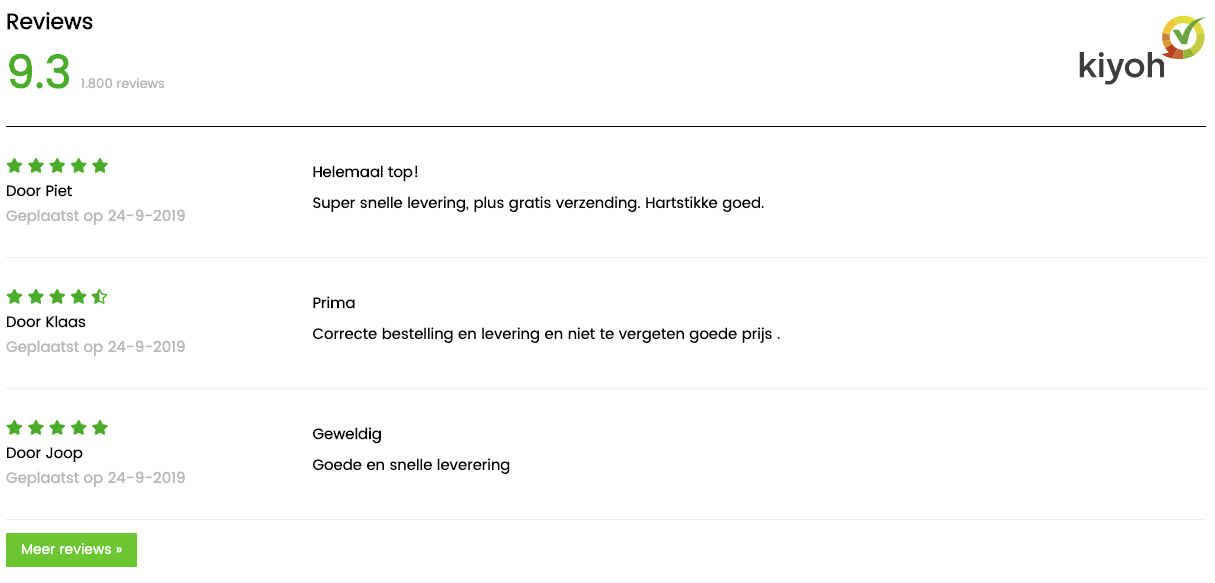 Reviews
9.3 1.800 reviews
kiyoh
Door Piet
Geplaatst op 24-9-2019
Helemaal top!
Super snelle levering, plus gratis verzending. Hartstikke goed.
Door Klaas
Geplaatst op 24-9-2019
Prima
Correcte bestelling en levering en niet te vergeten goede prijs .
Door Joop
Geplaatst op 24-9-2019
Geweldig
Goede en snelle leverering
Meer reviews »